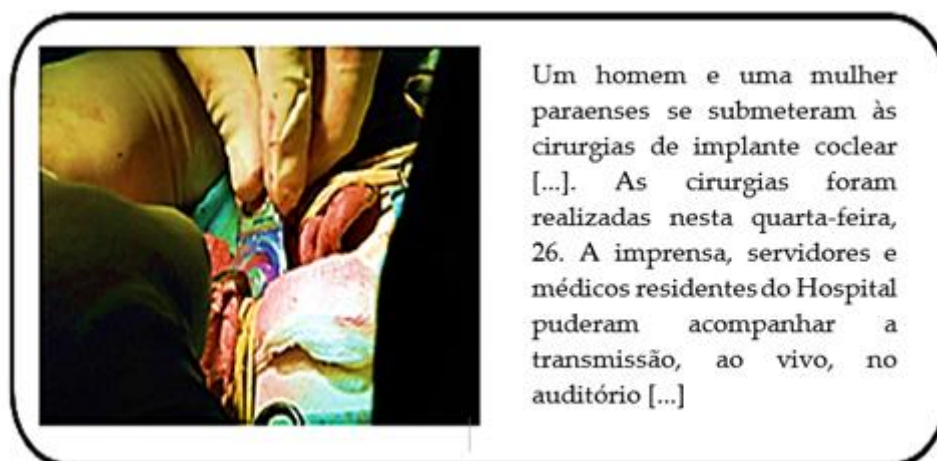 Um homem e uma mulher
paraenses se submeteram às
cirurgias de implante coclear
[...]. As cirurgias foram
realizadas nesta quarta-feira,
26. A imprensa, servidores e
médicos residentes do Hospital
puderam acompanhar a
transmissão, ao vivo, no
auditório [...]